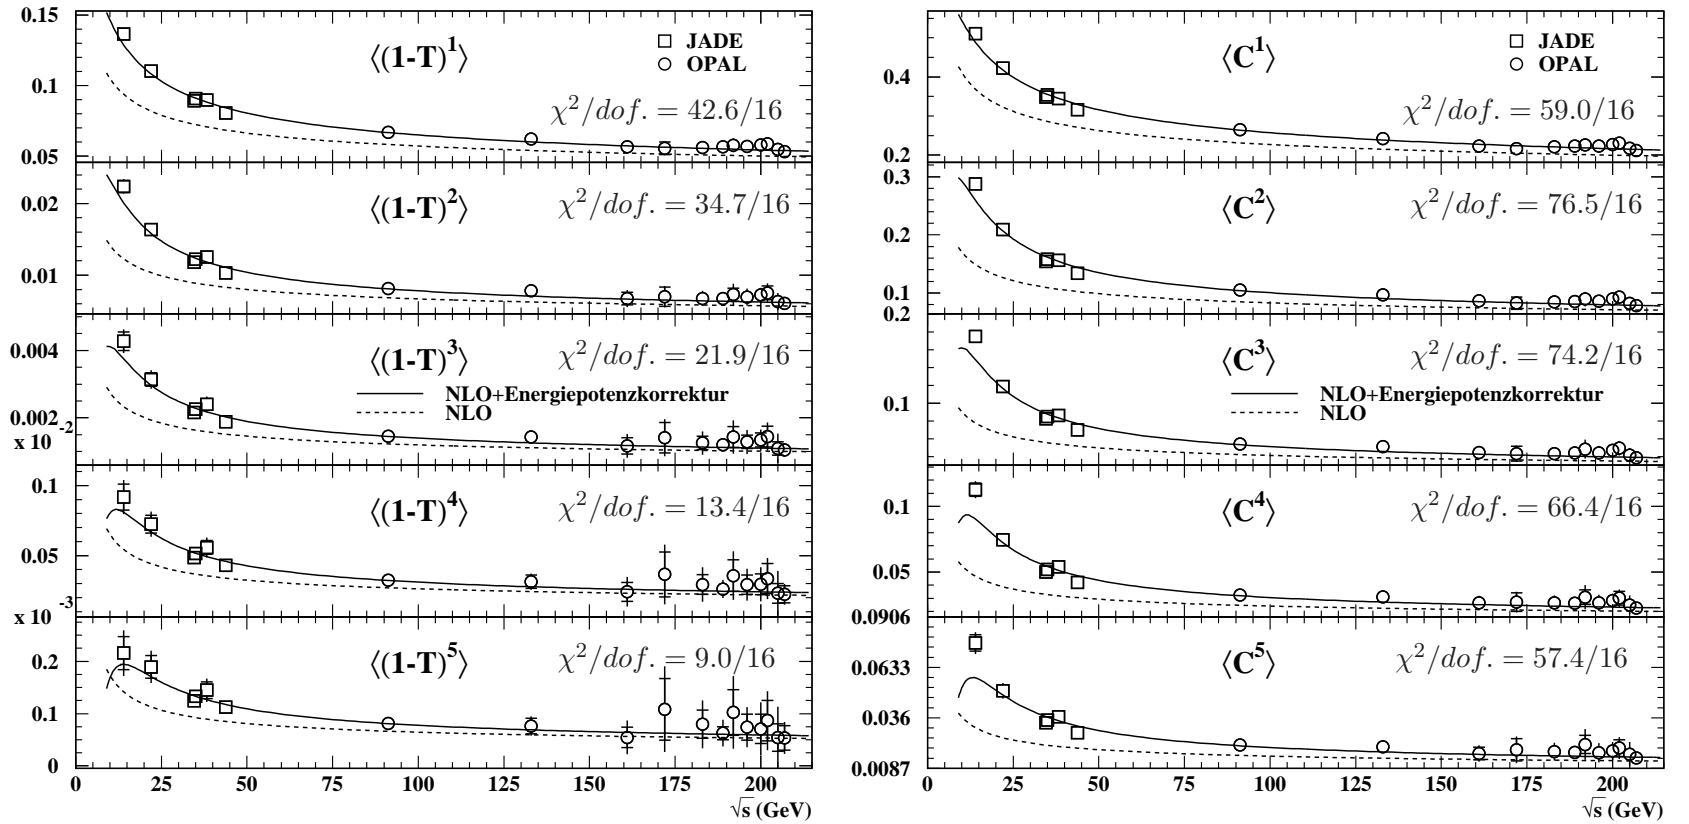 0.15
0.1
0.05
⟨(1-T)^1⟩
JADE
OPAL
χ²/dof. = 42.6/16
0.02
0.01
⟨(1-T)^2⟩
χ²/dof. = 34.7/16
0.004
0.002
x 10^-2
⟨(1-T)^3⟩
χ²/dof. = 21.9/16
NLO+Energiepotenzkorrektur
NLO
0.1
0.05
x 10^-3
⟨(1-T)^4⟩
χ²/dof. = 13.4/16
0.2
0.1
0
⟨(1-T)^5⟩
χ²/dof. = 9.0/16
0 25 50 75 100 125 150 175 200
√s (GeV)
0.4
0.2
⟨C^1⟩
JADE
OPAL
χ²/dof. = 59.0/16
0.3
0.2
0.1
⟨C^2⟩
χ²/dof. = 76.5/16
0.2
0.1
⟨C^3⟩
χ²/dof. = 74.2/16
NLO+Energiepotenzkorrektur
NLO
0.1
0.05
⟨C^4⟩
χ²/dof. = 66.4/16
0.0906
0.0633
0.036
0.0087
⟨C^5⟩
χ²/dof. = 57.4/16
0 25 50 75 100 125 150 175 200
√s (GeV)